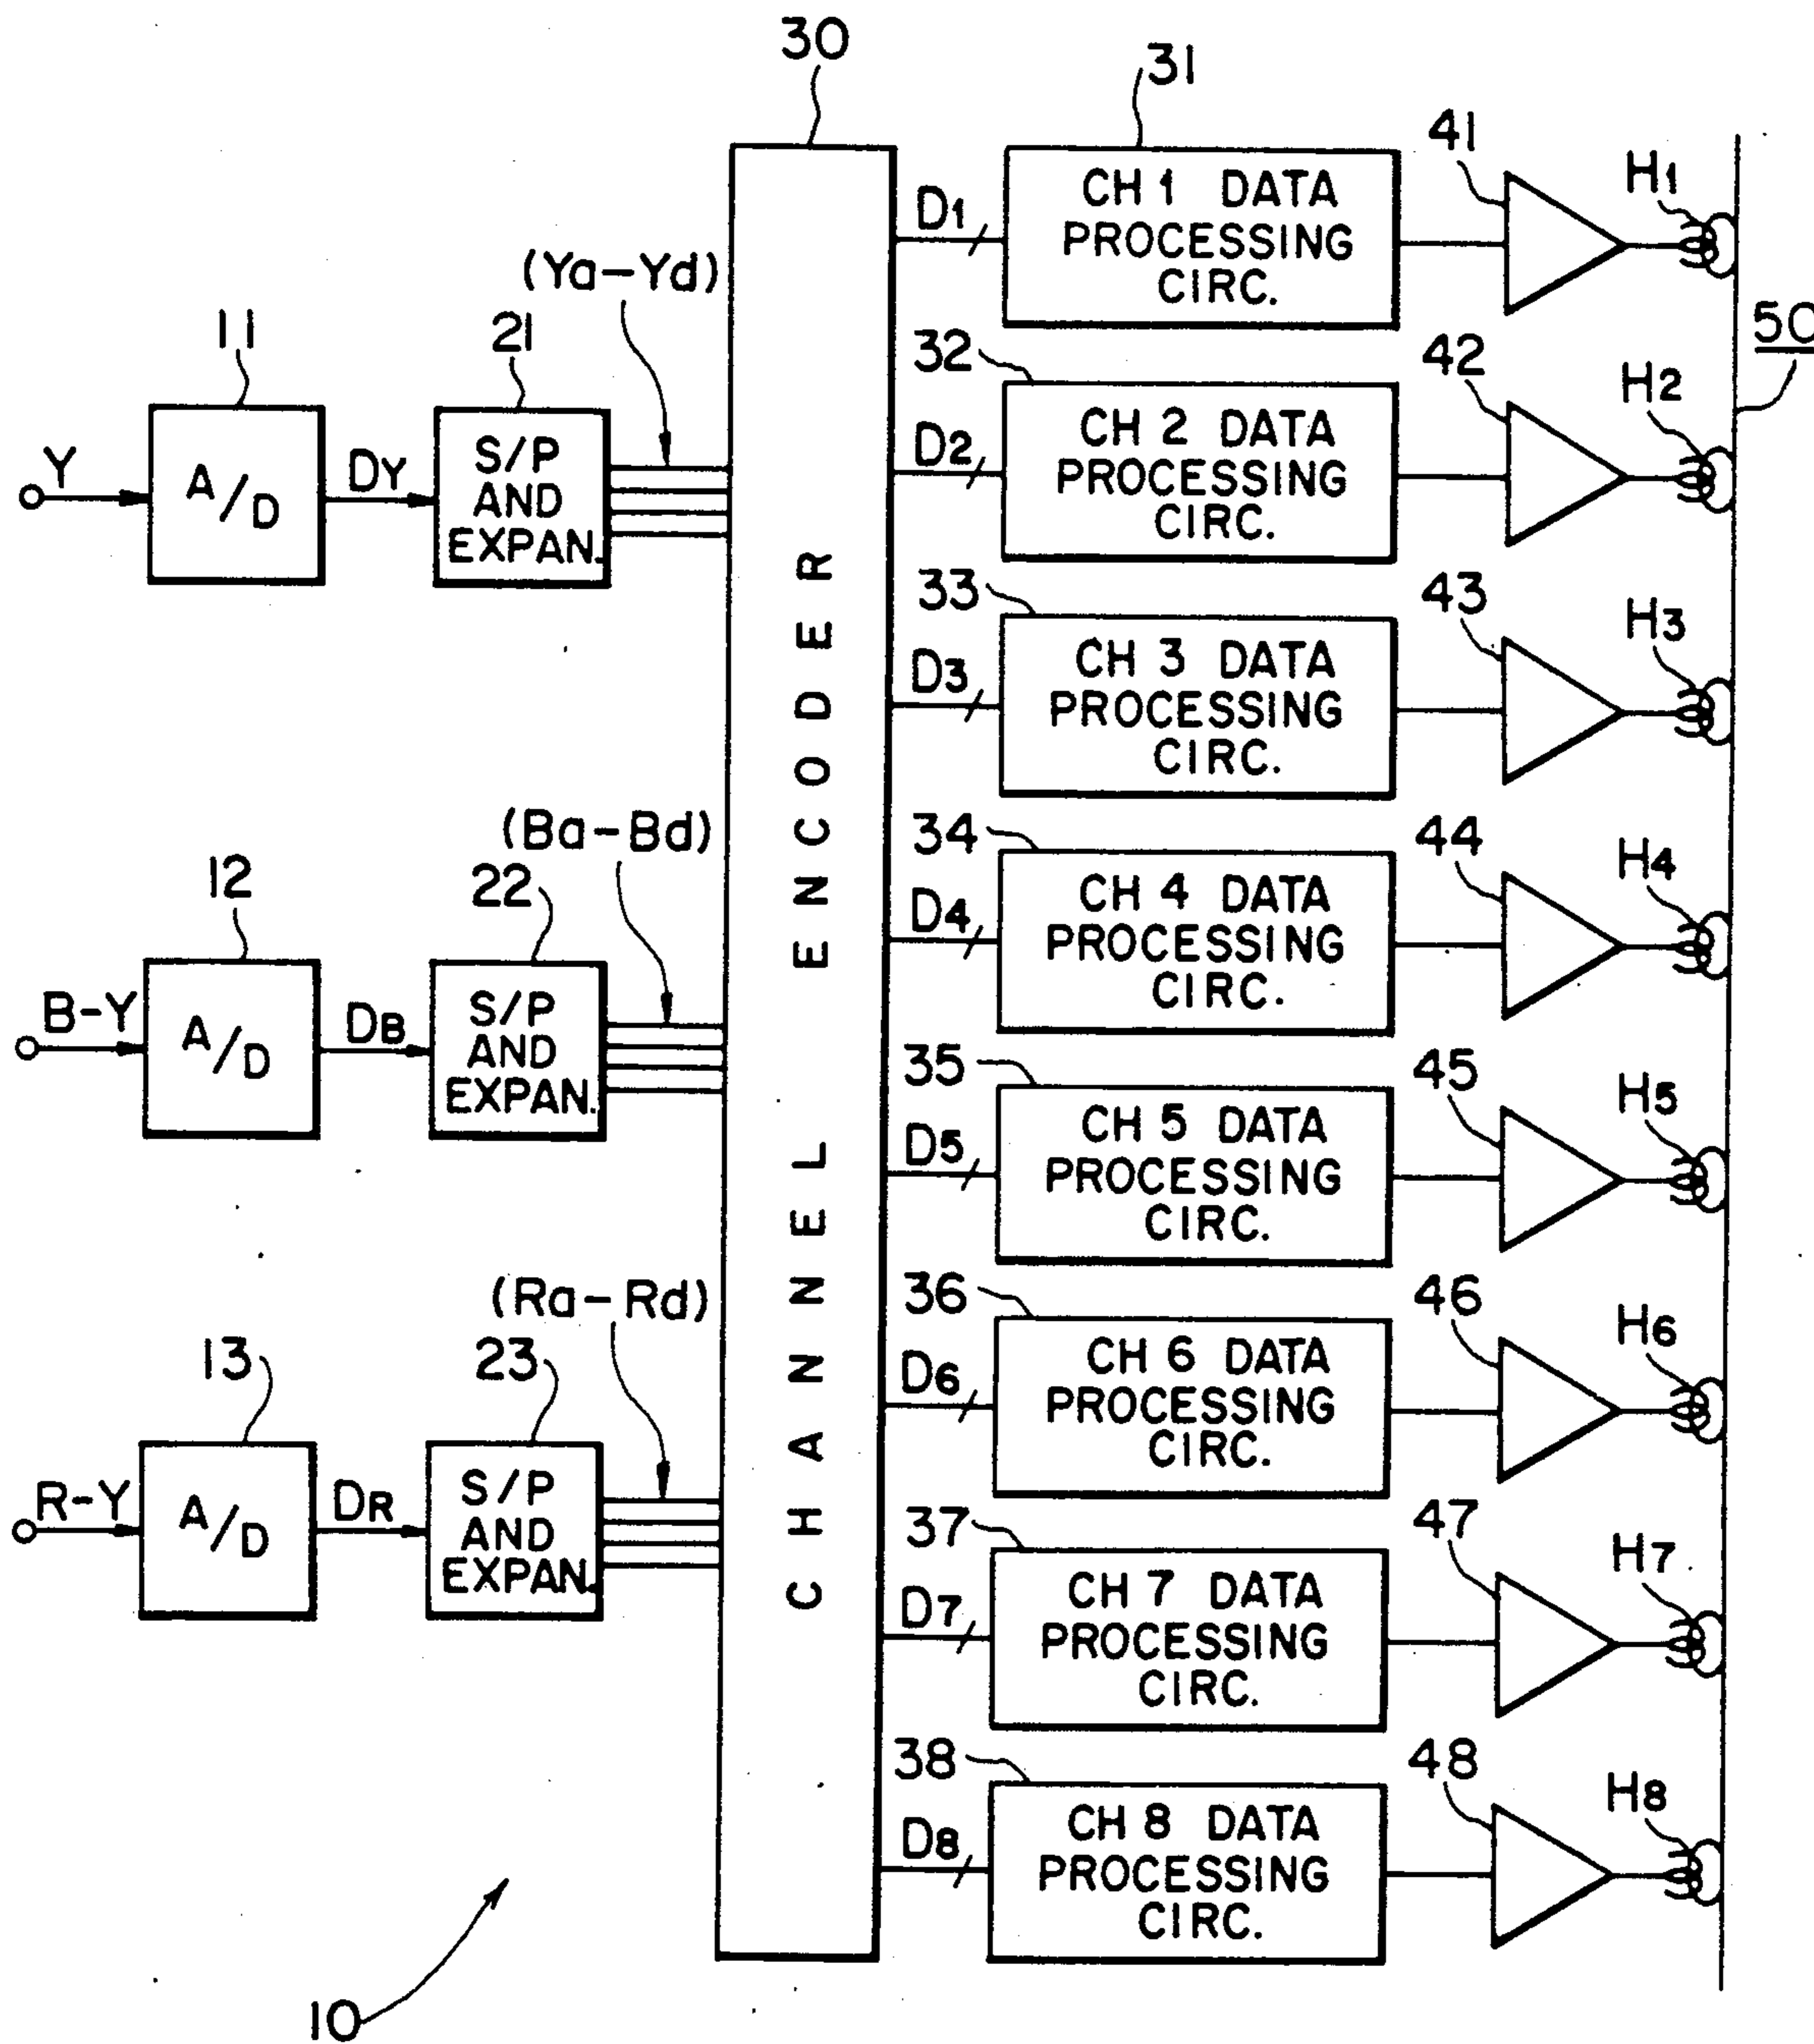 30
31
41
H1
D1
CH 1 DATA
PROCESSING
CIRC.
(Ya-Yd)
50
11
21
32
42
H2
Y
A/D
DY
S/P
AND
EXPAN.
D2
CH 2 DATA
PROCESSING
CIRC.
33
43
H3
D3
CH 3 DATA
PROCESSING
CIRC.
CHANNEL ENCODER
(Ba-Bd)
12
22
34
44
H4
D4
CH 4 DATA
PROCESSING
CIRC.
B-Y
A/D
DB
S/P
AND
EXPAN.
35
45
H5
D5
CH 5 DATA
PROCESSING
CIRC.
(Ra-Rd)
13
23
36
46
H6
D6
CH 6 DATA
PROCESSING
CIRC.
R-Y
A/D
DR
S/P
AND
EXPAN.
37
47
H7
D7
CH 7 DATA
PROCESSING
CIRC.
38
48
H8
D8
CH 8 DATA
PROCESSING
CIRC.
10